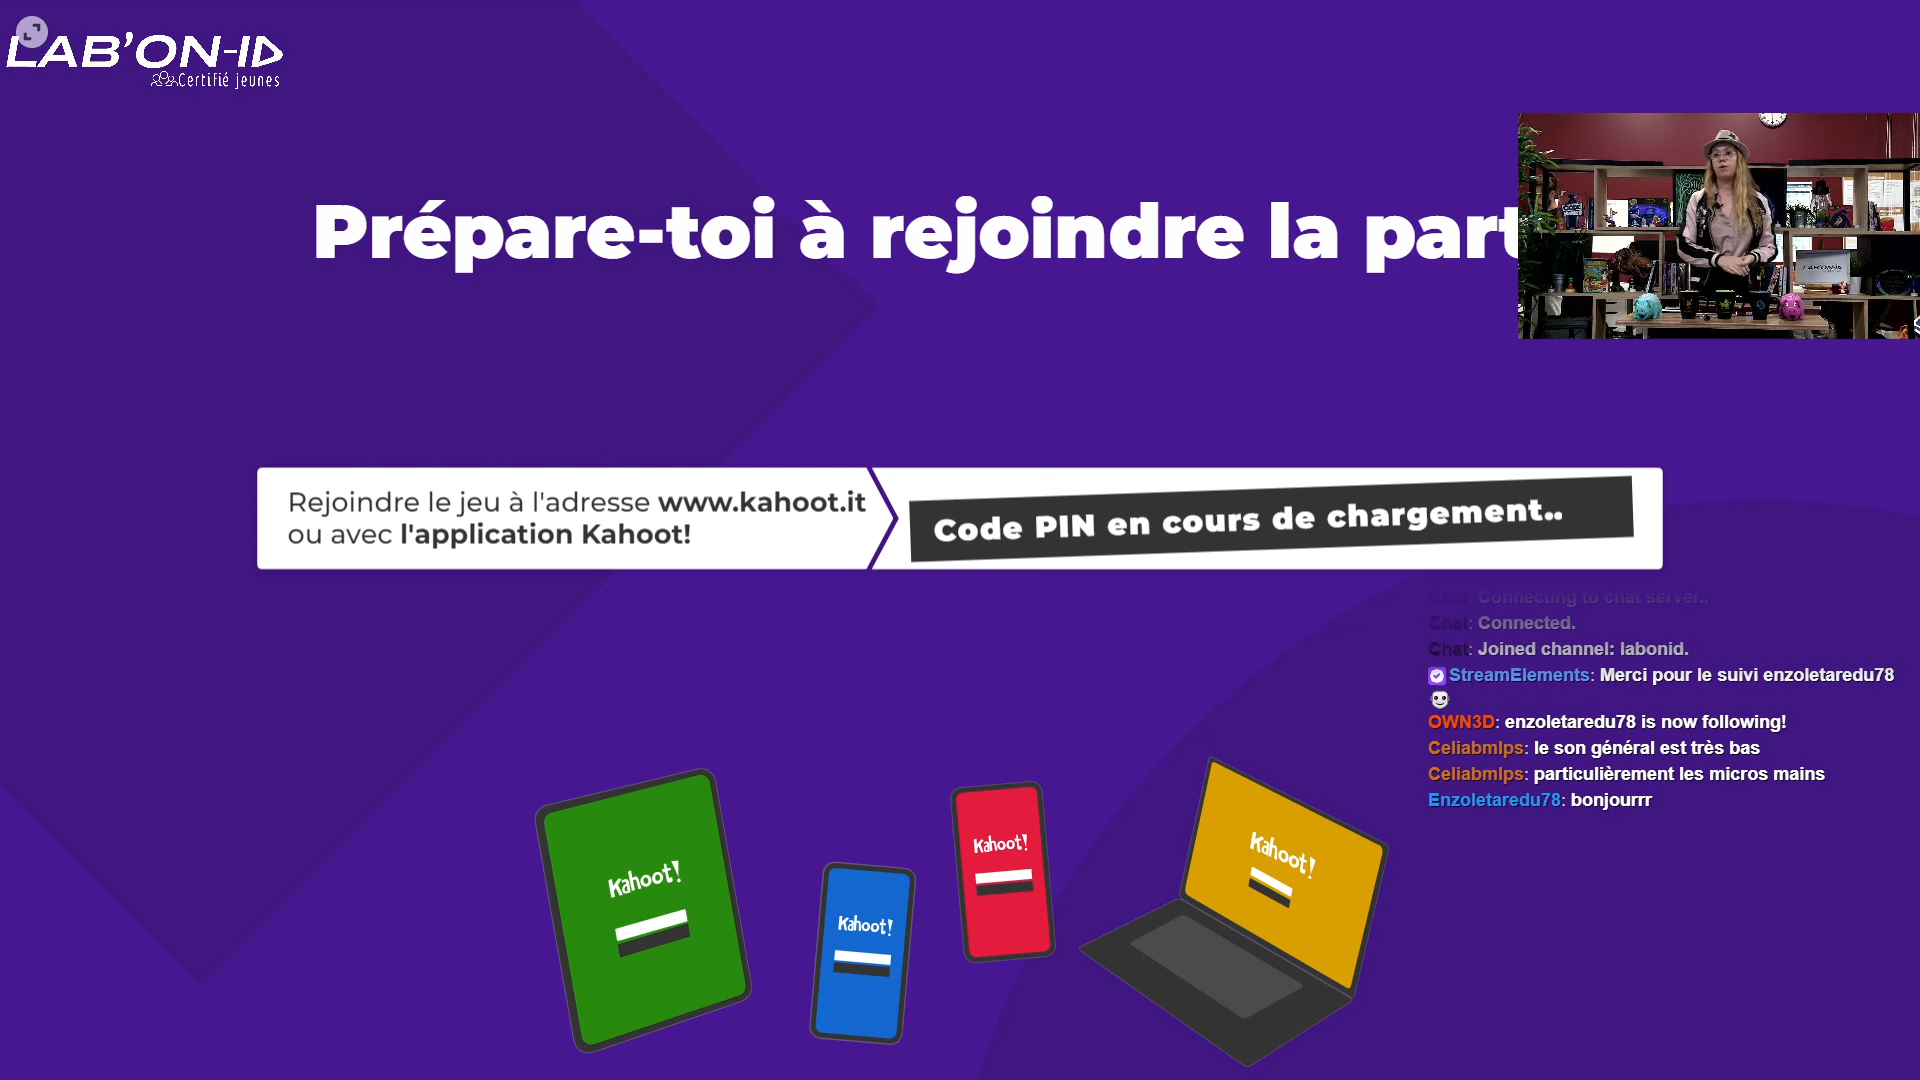 LAB'ON-ID
Certifié jeunes
Prépare-toi à rejoindre la part
Rejoindre le jeu à l'adresse www.kahoot.it
ou avec l'application Kahoot!
Code PIN en cours de chargement..
Chat: Connecting to chat server..
Chat: Connected.
Chat: Joined channel: labonid.
StreamElements: Merci pour le suivi enzoletaredu78
OWN3D: enzoletaredu78 is now following!
Celiabmlps: le son général est très bas
Celiabmlps: particulièrement les micros mains
Enzoletaredu78: bonjourrr
Kahoot!
Kahoot!
Kahoot!
Kahoot!
LAB'ON-ID